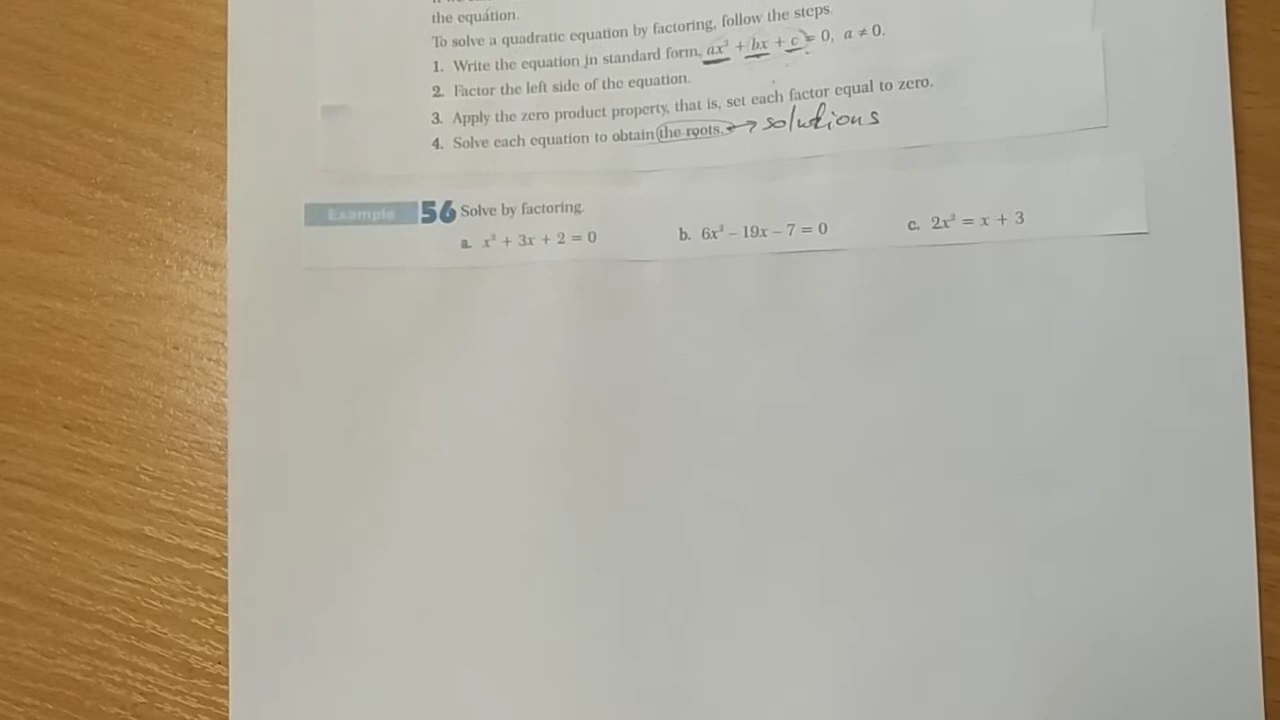 the equation.
To solve a quadratic equation by factoring, follow the steps.
1. Write the equation in standard form, ax² + bx + c = 0, a ≠ 0.
2. Factor the left side of the equation.
3. Apply the zero product property, that is, set each factor equal to zero.
4. Solve each equation to obtain the roots. → solutions
Example 56 Solve by factoring.
a. x² + 3x + 2 = 0 b. 6x² – 19x – 7 = 0 c. 2x² = x + 3